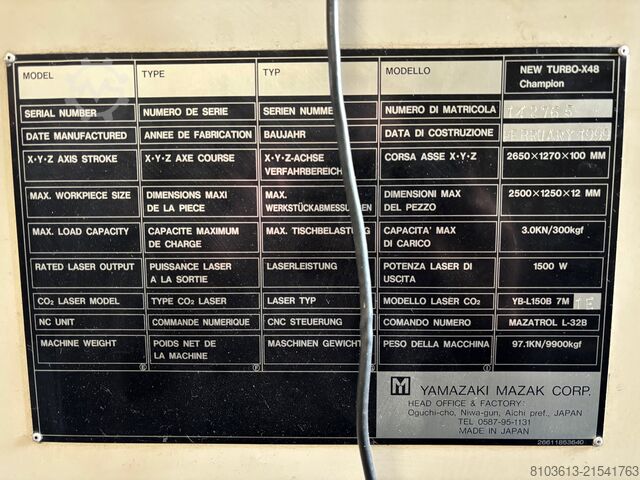 MODEL TYPE TYP MODELLO NEW TURBO-X48
Champion
SERIAL NUMBER NUMERO DE SERIE SERIEN NUMME NUMERO DI MATRICOLA
DATE MANUFACTURED ANNEE DE FABRICATION BAUJAHR DATA DI COSTRUZIONE FEBRUARY 1999
X·Y·Z AXIS STROKE X·Y·Z AXE COURSE X·Y·Z-ACHSE
VERFAHRBEREICH CORSA ASSE X·Y·Z 2650×1270×100 MM
MAX. WORKPIECE SIZE DIMENSIONS MAXI
DE LA PIECE MAX.
WERKSTÜCKABMESSUNGEN DIMENSIONI MAX
DEL PEZZO 2500×1250×12 MM
MAX. LOAD CAPACITY CAPACITE MAXIMUM
DE CHARGE MAX. TISCHBELASTUNG CAPACITA' MAX
DI CARICO 3.0KN/300kgf
RATED LASER OUTPUT PUISSANCE LASER
A LA SORTIE LASERLEISTUNG POTENZA LASER DI
USCITA 1500 W
CO₂ LASER MODEL TYPE CO₂ LASER LASER TYP MODELLO LASER CO₂ YB-L150B 7M 1E
NC UNIT COMMANDE NUMERIQUE CNC STEUERUNG COMANDO NUMERO MAZATROL L-32B
MACHINE WEIGHT POIDS NET DE
LA MACHINE MASCHINEN GEWICHT PESO DELLA MACCHINA 97.1KN/9900kgf
M YAMAZAKI MAZAK CORP.
HEAD OFFICE & FACTORY:
Oguchi-cho, Niwa-gun, Aichi pref., JAPAN
TEL 0587-95-1131
MADE IN JAPAN
26611863640
8103613-21541763